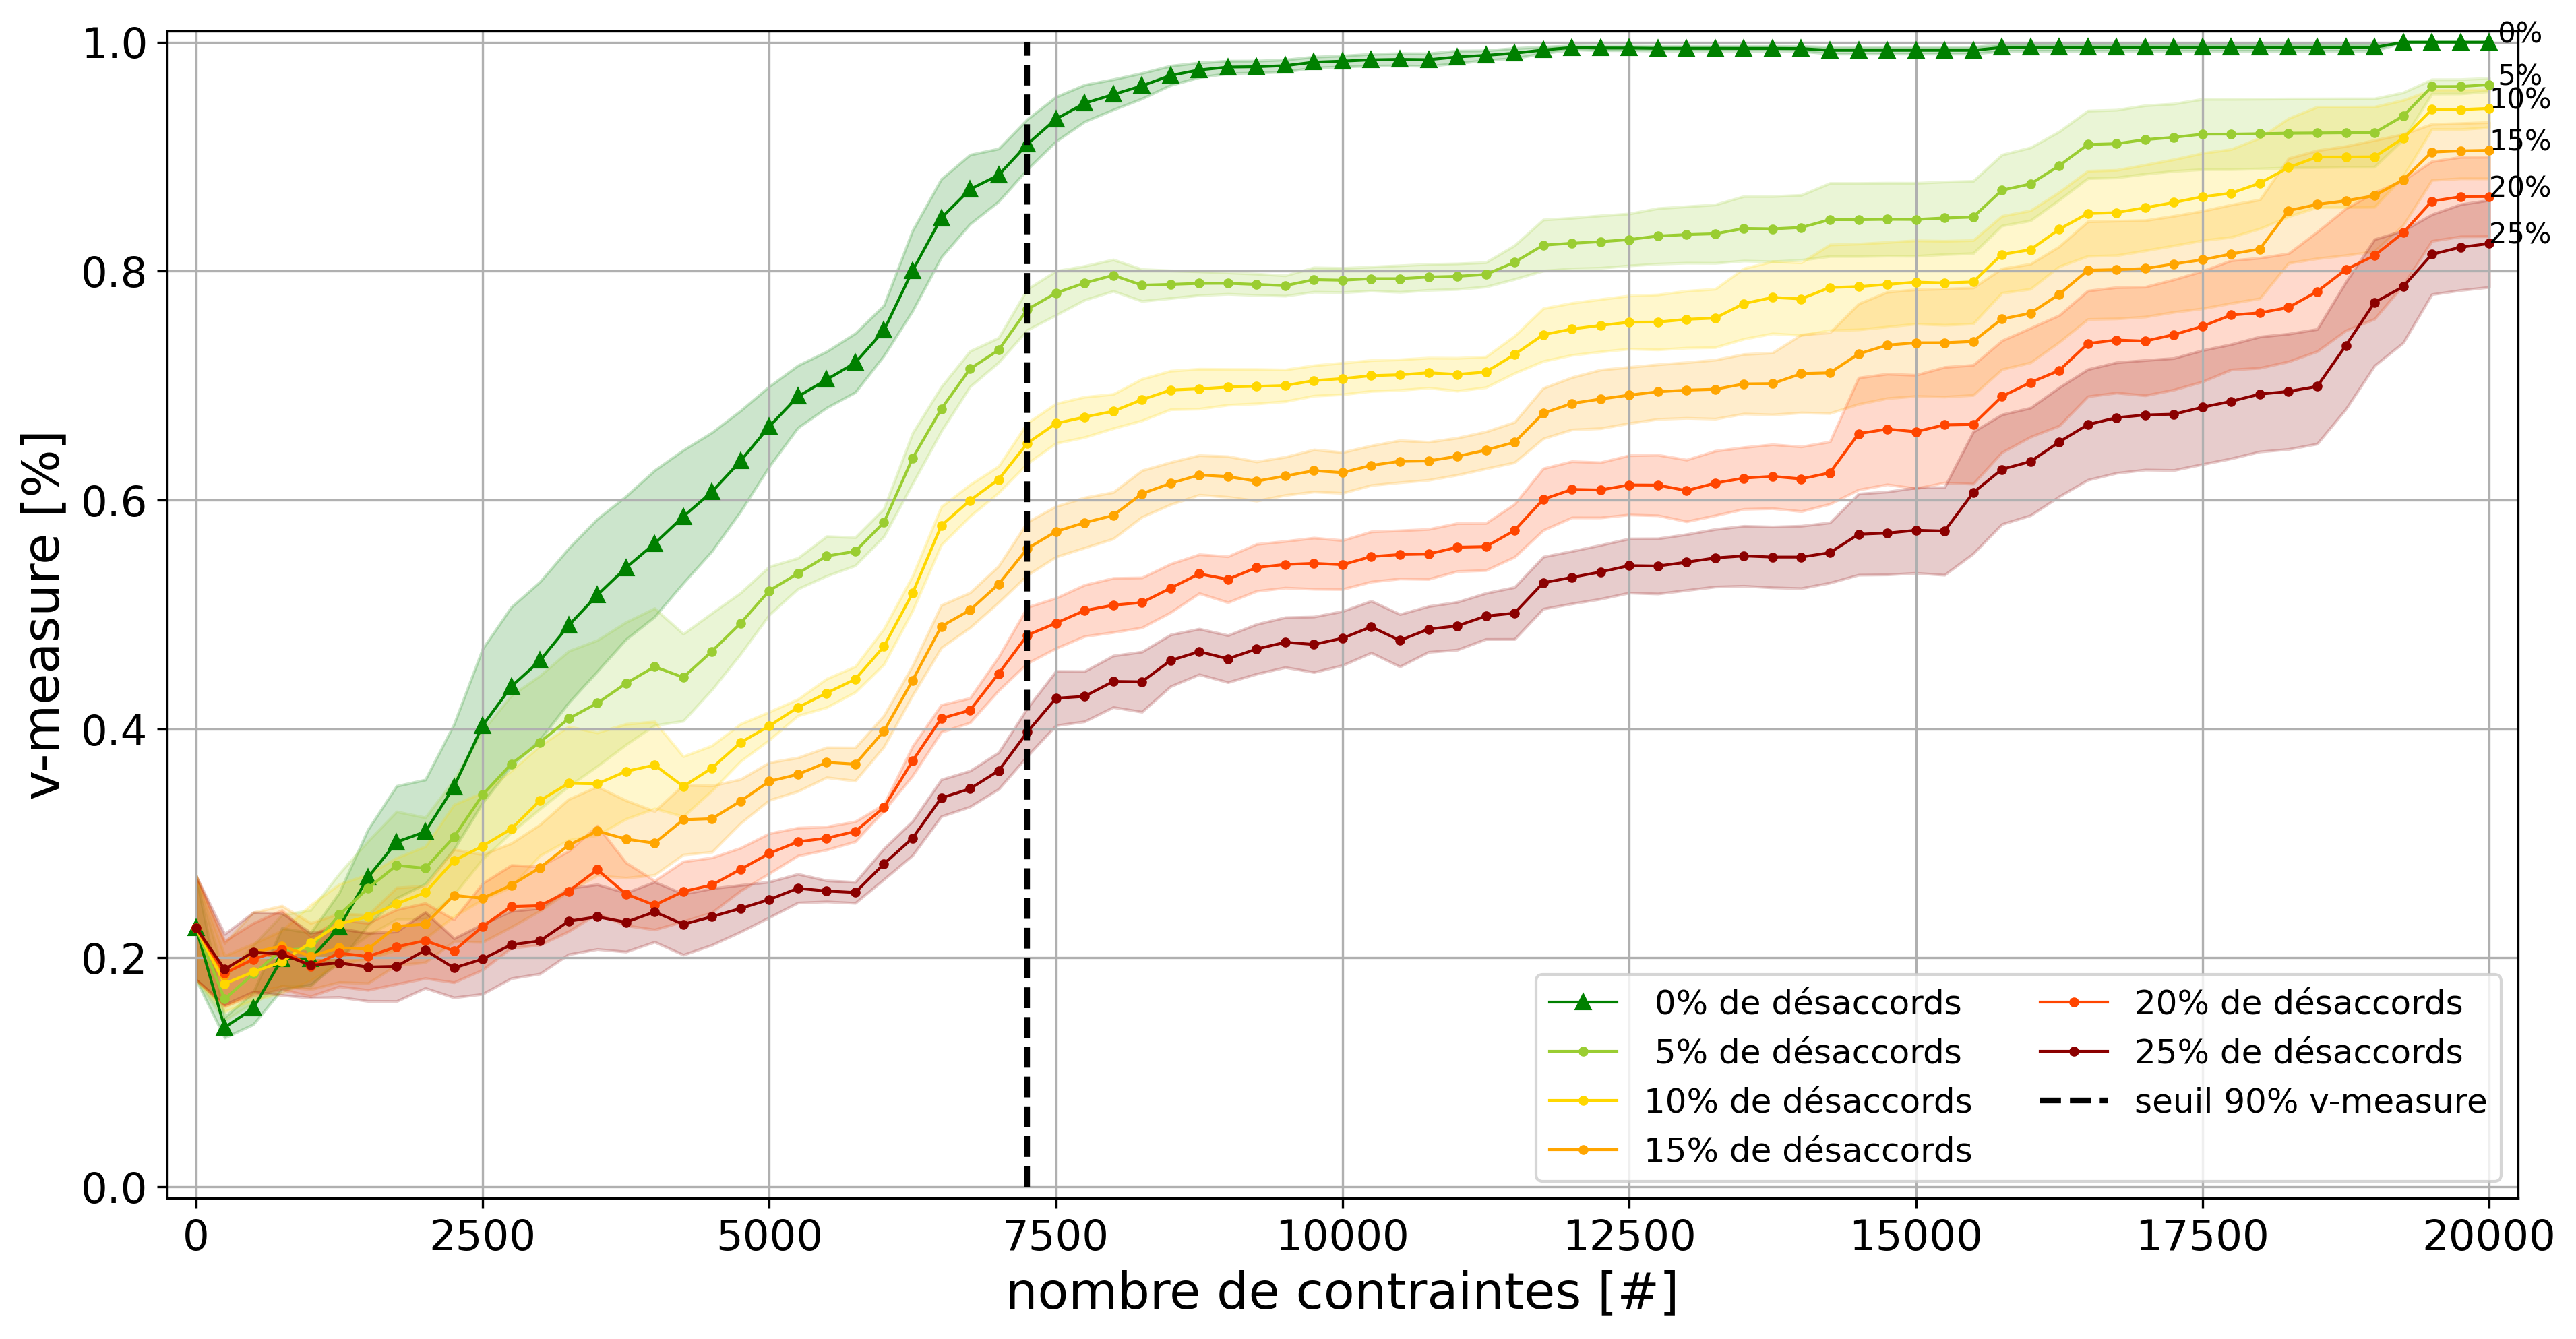 v-measure [%]
1.0
0.8
0.6
0.4
0.2
0.0
0%
5%
10%
15%
20%
25%
0% de désaccords
5% de désaccords
10% de désaccords
15% de désaccords
20% de désaccords
25% de désaccords
seuil 90% v-measure
0 2500 5000 7500 10000 12500 15000 17500 20000
nombre de contraintes [#]